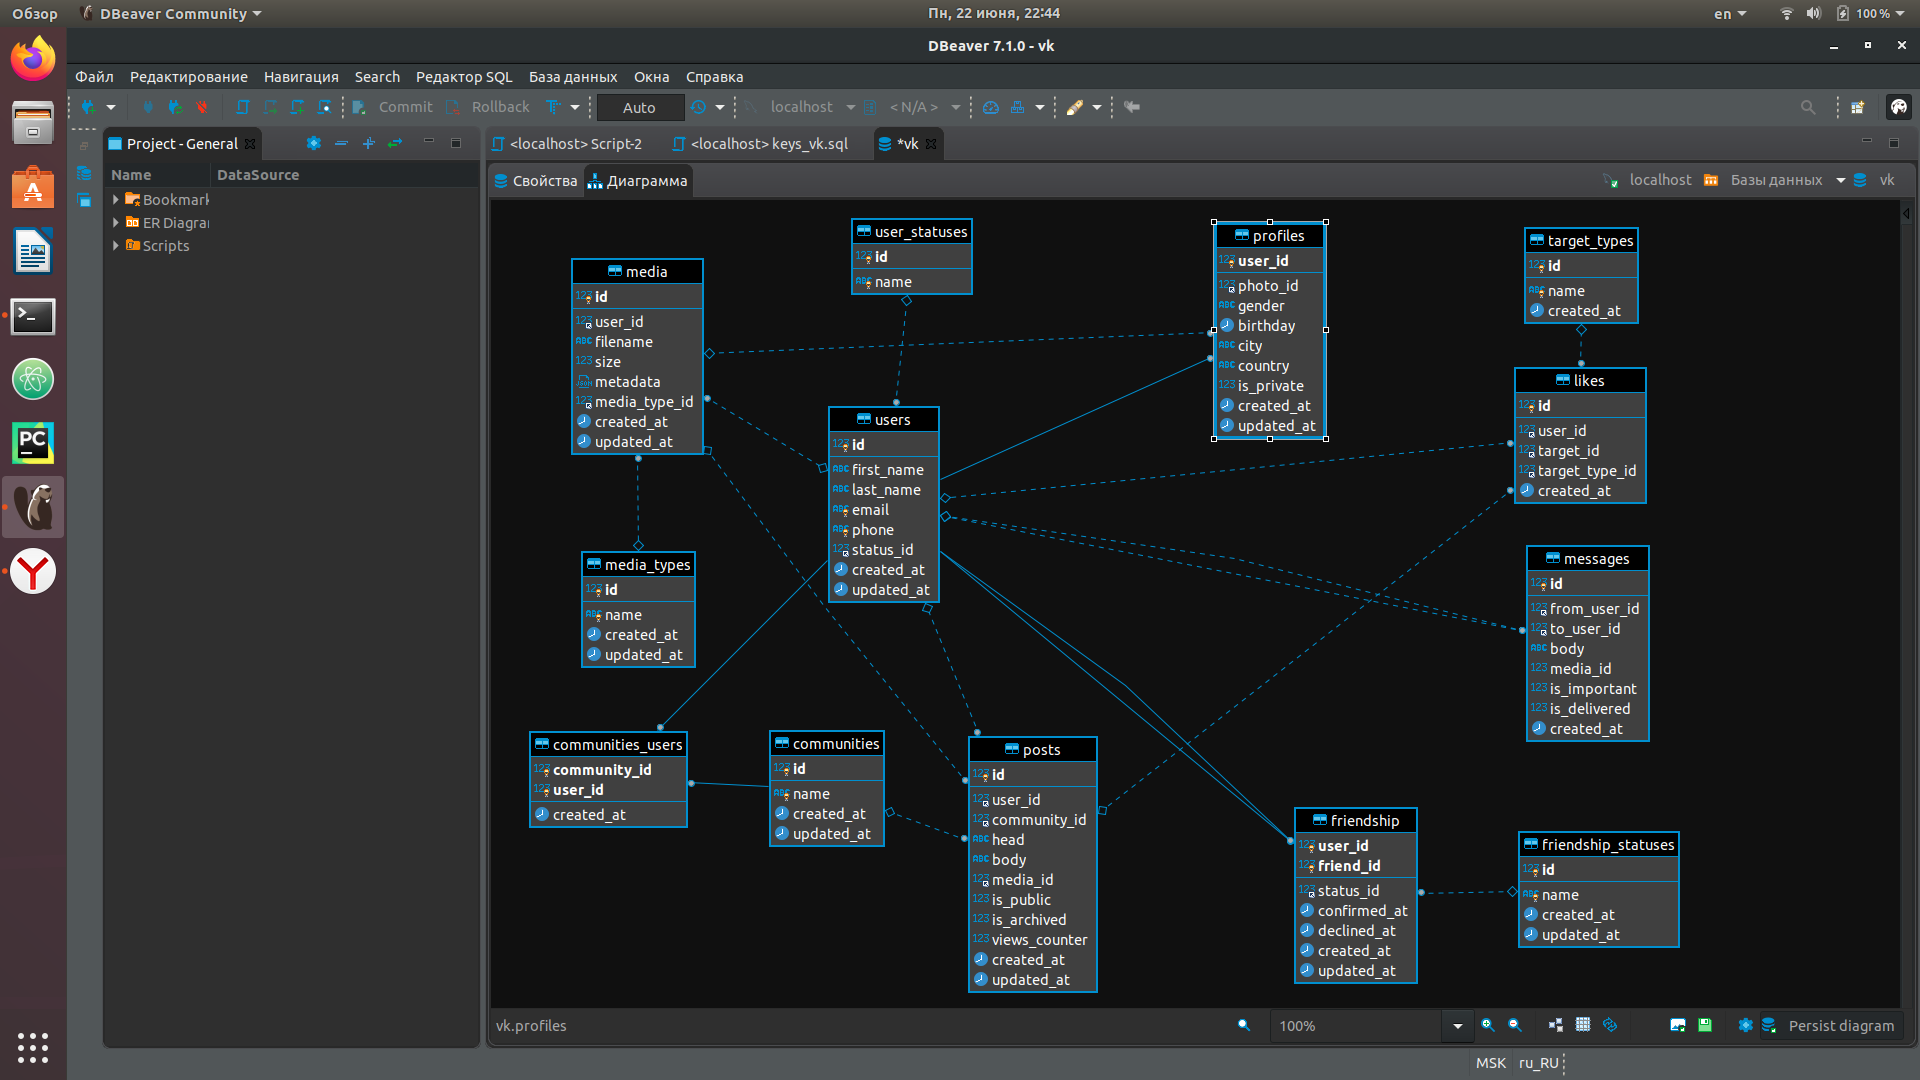 Обзор
DBeaver Community
Пн, 22 июня, 22:44
en
100 %
DBeaver 7.1.0 - vk
Файл Редактирование Навигация Search Редактор SQL База данных Окна Справка
Commit Rollback Auto localhost < N/A >
Project - General
<localhost> Script-2 <localhost> keys_vk.sql *vk
Name DataSource
Bookmark
ER Diagra
Scripts
Свойства Диаграмма
localhost Базы данных vk
user_statuses
id
name
profiles
user_id
photo_id
gender
birthday
city
country
is_private
created_at
updated_at
target_types
id
name
created_at
media
id
user_id
filename
size
metadata
media_type_id
created_at
updated_at
likes
id
user_id
target_id
target_type_id
created_at
users
id
first_name
last_name
email
phone
status_id
created_at
updated_at
media_types
id
name
created_at
updated_at
messages
id
from_user_id
to_user_id
body
media_id
is_important
is_delivered
created_at
communities_users
community_id
user_id
created_at
communities
id
name
created_at
updated_at
posts
id
user_id
community_id
head
body
media_id
is_public
is_archived
views_counter
created_at
updated_at
friendship
user_id
friend_id
status_id
confirmed_at
declined_at
created_at
updated_at
friendship_statuses
id
name
created_at
updated_at
vk.profiles
100%
Persist diagram
MSK ru_RU